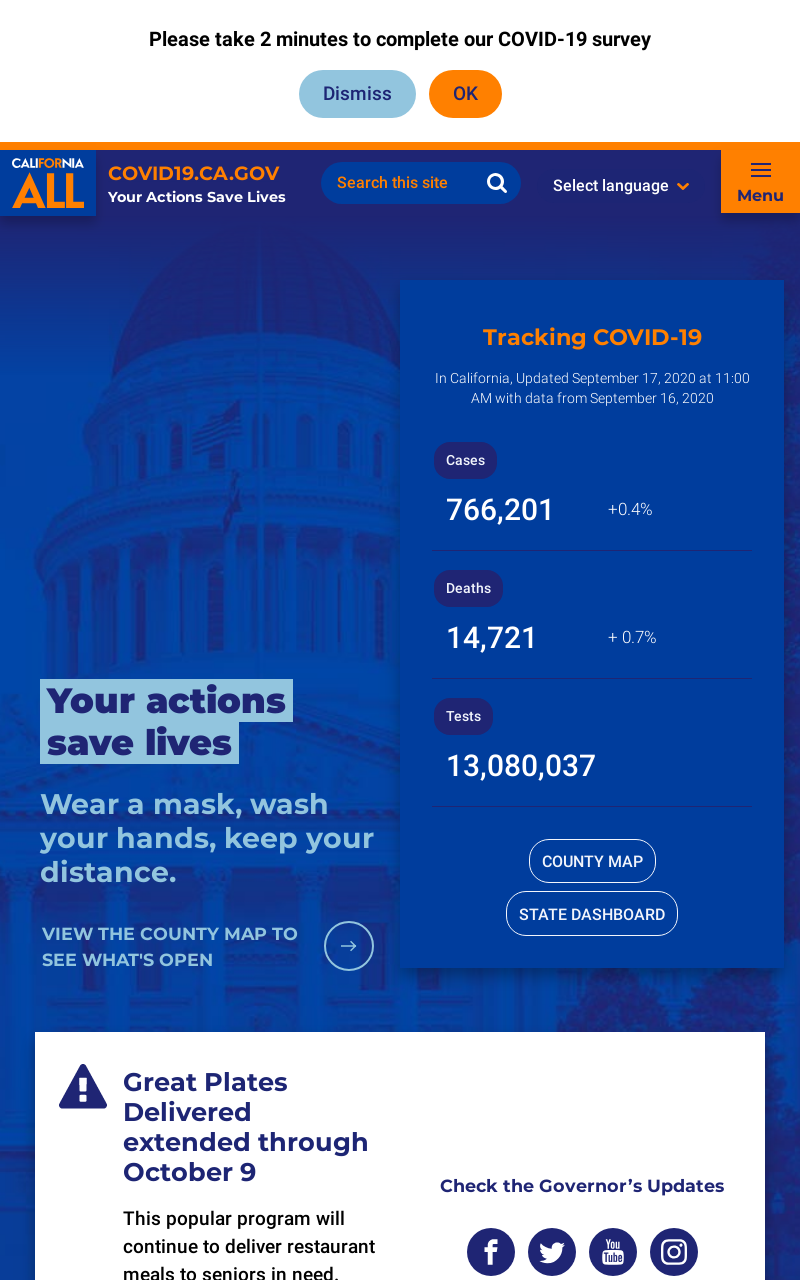 Please take 2 minutes to complete our COVID-19 survey
Dismiss
OK
CALIFORNIA
ALL
COVID19.CA.GOV
Your Actions Save Lives
Search this site
Select language
Menu
Tracking COVID-19
In California, Updated September 17, 2020 at 11:00
AM with data from September 16, 2020
Cases
766,201
+0.4%
Deaths
14,721
+ 0.7%
Tests
13,080,037
COUNTY MAP
STATE DASHBOARD
Your actions
save lives
Wear a mask, wash
your hands, keep your
distance.
VIEW THE COUNTY MAP TO
SEE WHAT'S OPEN
Great Plates
Delivered
extended through
October 9
This popular program will
continue to deliver restaurant
meals to seniors in need.
Check the Governor’s Updates
You
Tube